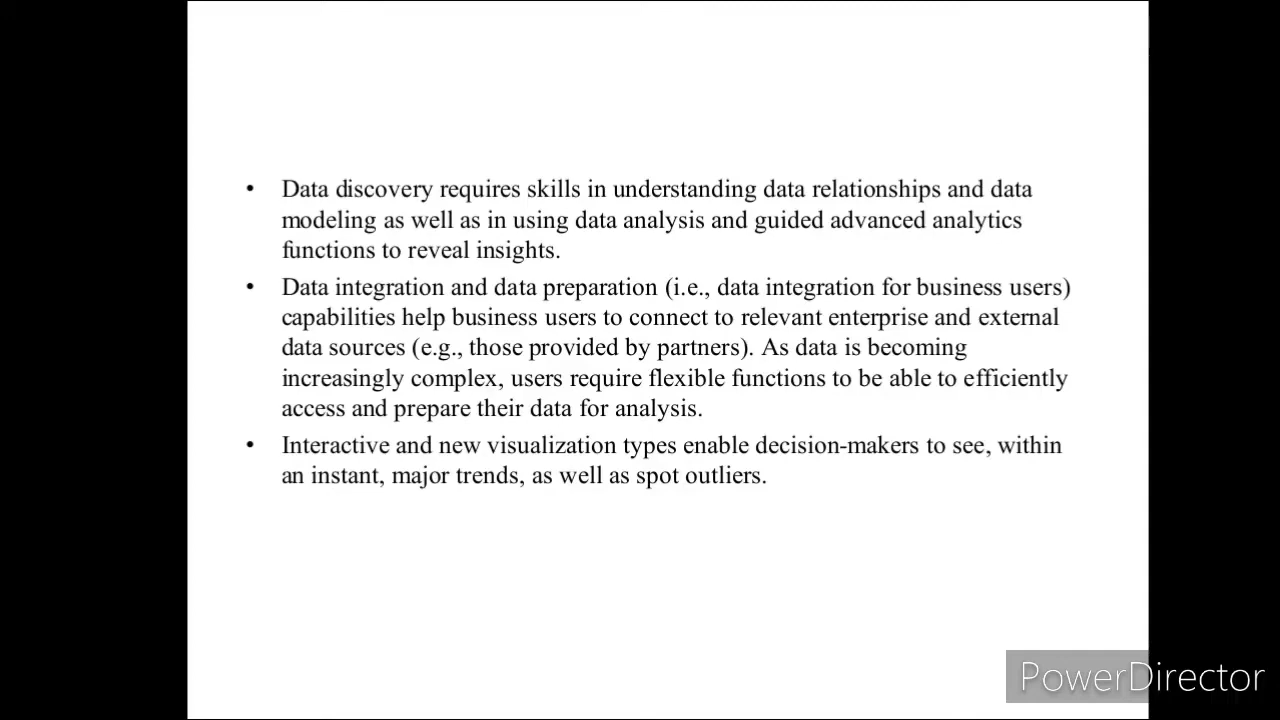 • Data discovery requires skills in understanding data relationships and data
modeling as well as in using data analysis and guided advanced analytics
functions to reveal insights.
• Data integration and data preparation (i.e., data integration for business users)
capabilities help business users to connect to relevant enterprise and external
data sources (e.g., those provided by partners). As data is becoming
increasingly complex, users require flexible functions to be able to efficiently
access and prepare their data for analysis.
• Interactive and new visualization types enable decision-makers to see, within
an instant, major trends, as well as spot outliers.
PowerDirector